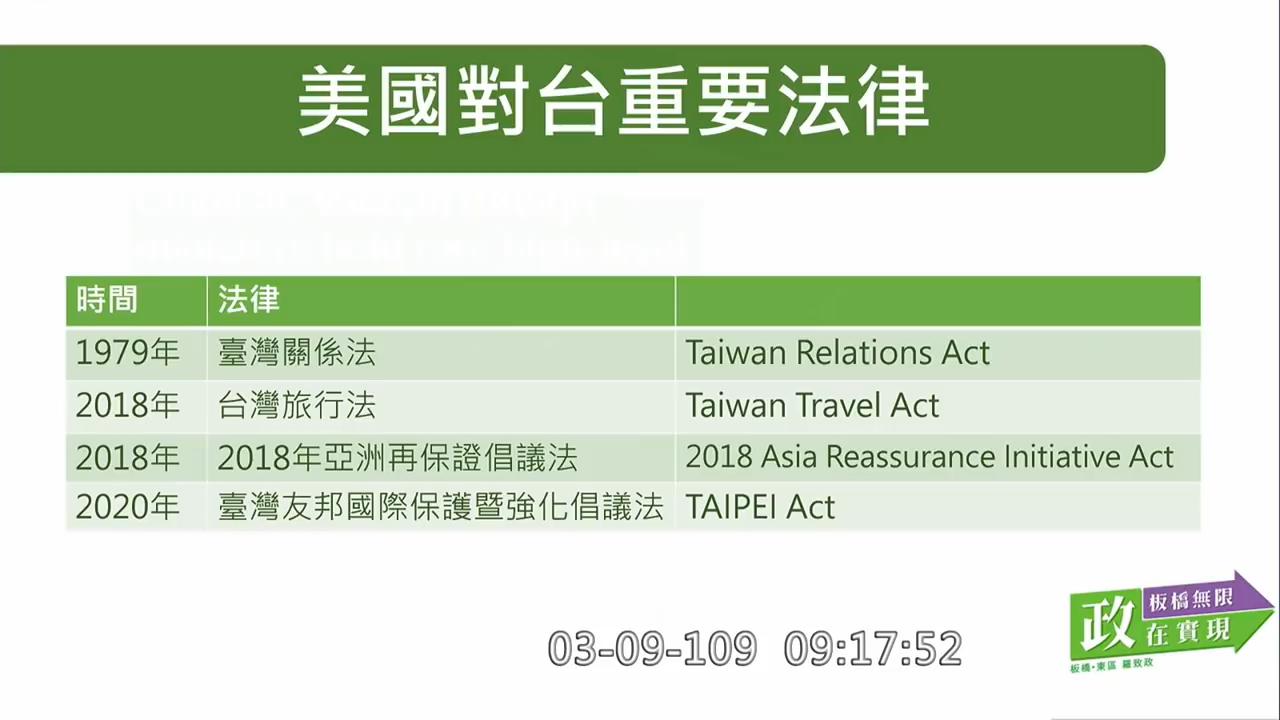 美國對台重要法律
時間 法律
1979年 臺灣關係法 Taiwan Relations Act
2018年 台灣旅行法 Taiwan Travel Act
2018年 2018年亞洲再保證倡議法 2018 Asia Reassurance Initiative Act
2020年 臺灣友邦國際保護暨強化倡議法 TAIPEI Act
政 板橋無限
在實現
板橋•東區 羅致政
03-09-109 09:17:52